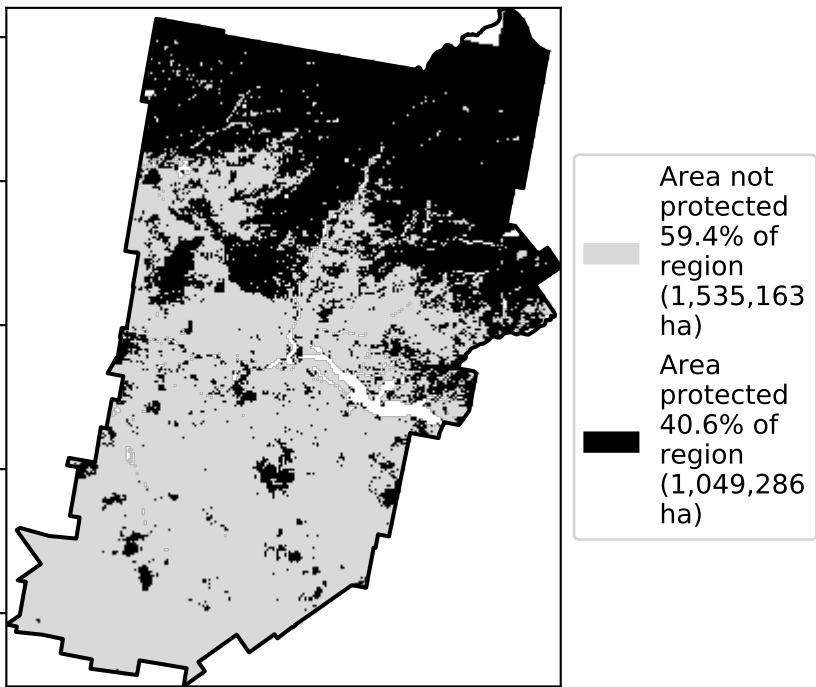 Area not
protected
59.4% of
region
(1,535,163
ha)
Area
protected
40.6% of
region
(1,049,286
ha)